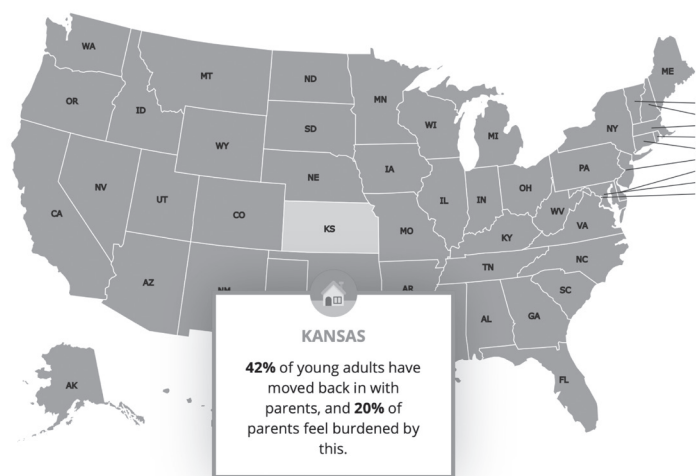 WA
ME
MT
ND
MN
OR
ID
WI
NY
SD
MI
WY
IA
PA
NE
NV
OH
IL
IN
UT
CO
WV
CA
KS
MO
VA
KY
NC
TN
AZ
NM
AR
SC
AL
GA
FL
AK
KANSAS
42% of young adults have
moved back in with
parents, and 20% of
parents feel burdened by
this.